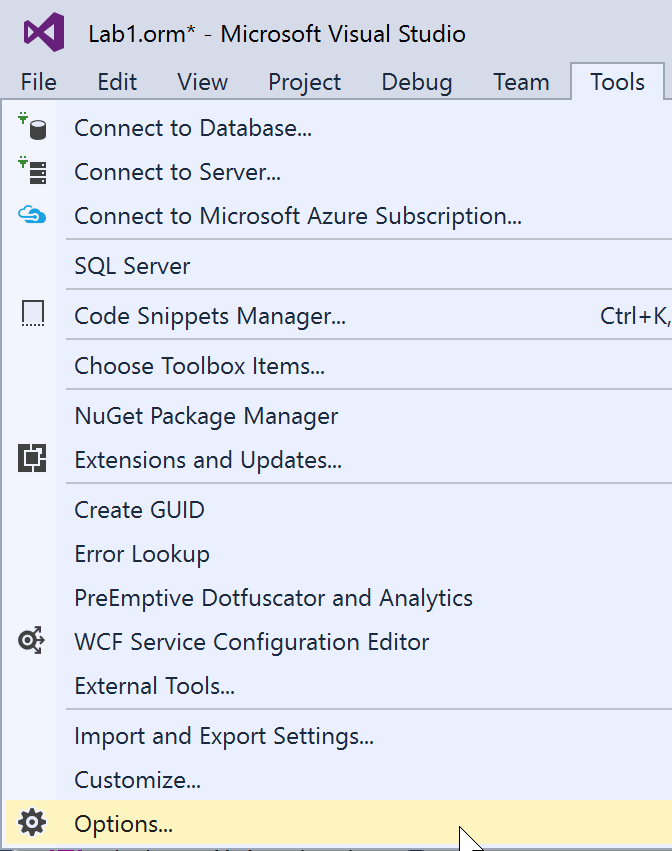 Lab1.orm* - Microsoft Visual Studio
File Edit View Project Debug Team Tools
Connect to Database...
Connect to Server...
Connect to Microsoft Azure Subscription...
SQL Server
Code Snippets Manager... Ctrl+K,
Choose Toolbox Items...
NuGet Package Manager
Extensions and Updates...
Create GUID
Error Lookup
PreEmptive Dotfuscator and Analytics
WCF Service Configuration Editor
External Tools...
Import and Export Settings...
Customize...
Options...